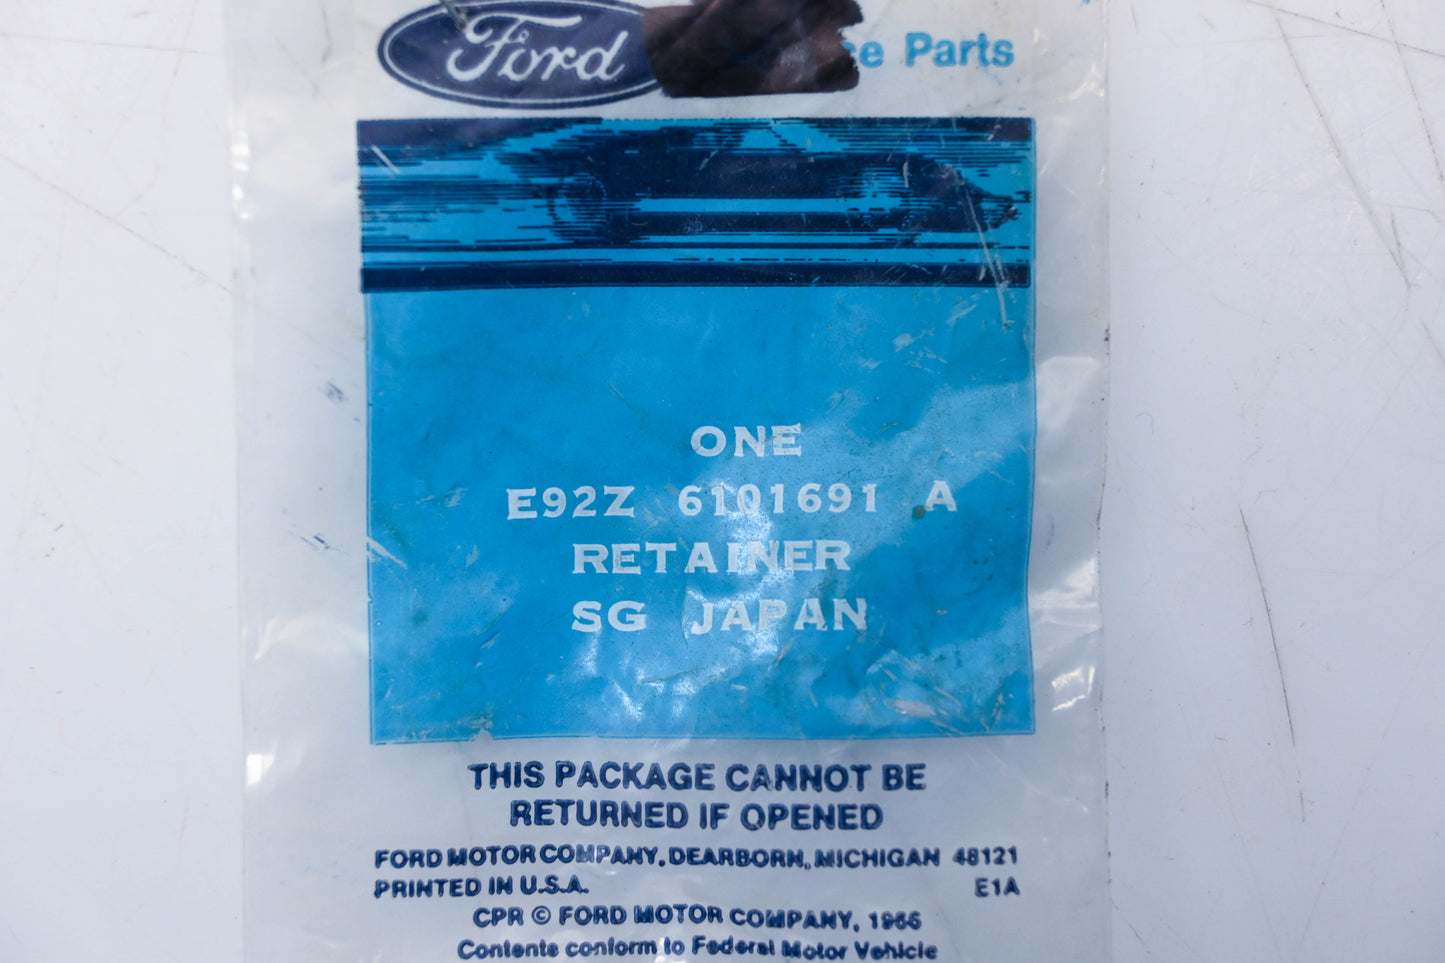 Ford Parts
ONE
E92Z 6101691 A
RETAINER
SG JAPAN
THIS PACKAGE CANNOT BE
RETURNED IF OPENED
FORD MOTOR COMPANY, DEARBORN, MICHIGAN 48121
PRINTED IN U.S.A. E1A
CPR © FORD MOTOR COMPANY, 1966
Contents conform to Federal Motor Vehicle